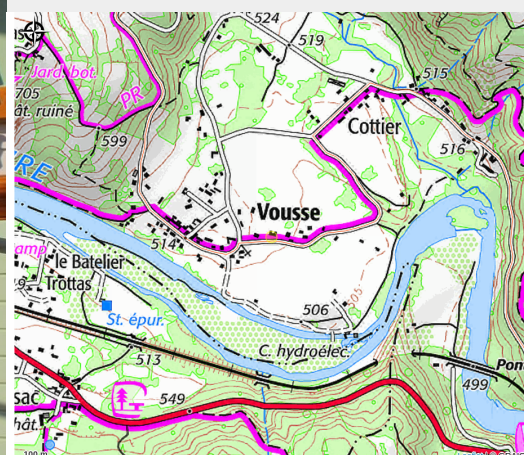 524
519
Jard. bot.
515
705
PR
ât. ruiné
Cottier
599
516
RE
Vousse
514
amp
le Batelier
Trottas
506
505
St. épur.
C. hydroélec.
513
Pon
499
549
sac
hât.
100 m